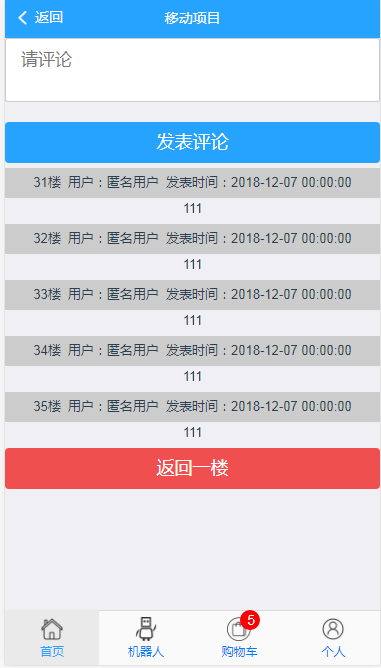 返回 移动项目
请评论
发表评论
31楼 用户：匿名用户 发表时间：2018-12-07 00:00:00
111
32楼 用户：匿名用户 发表时间：2018-12-07 00:00:00
111
33楼 用户：匿名用户 发表时间：2018-12-07 00:00:00
111
34楼 用户：匿名用户 发表时间：2018-12-07 00:00:00
111
35楼 用户：匿名用户 发表时间：2018-12-07 00:00:00
111
返回一楼
5
首页 机器人 购物车 个人